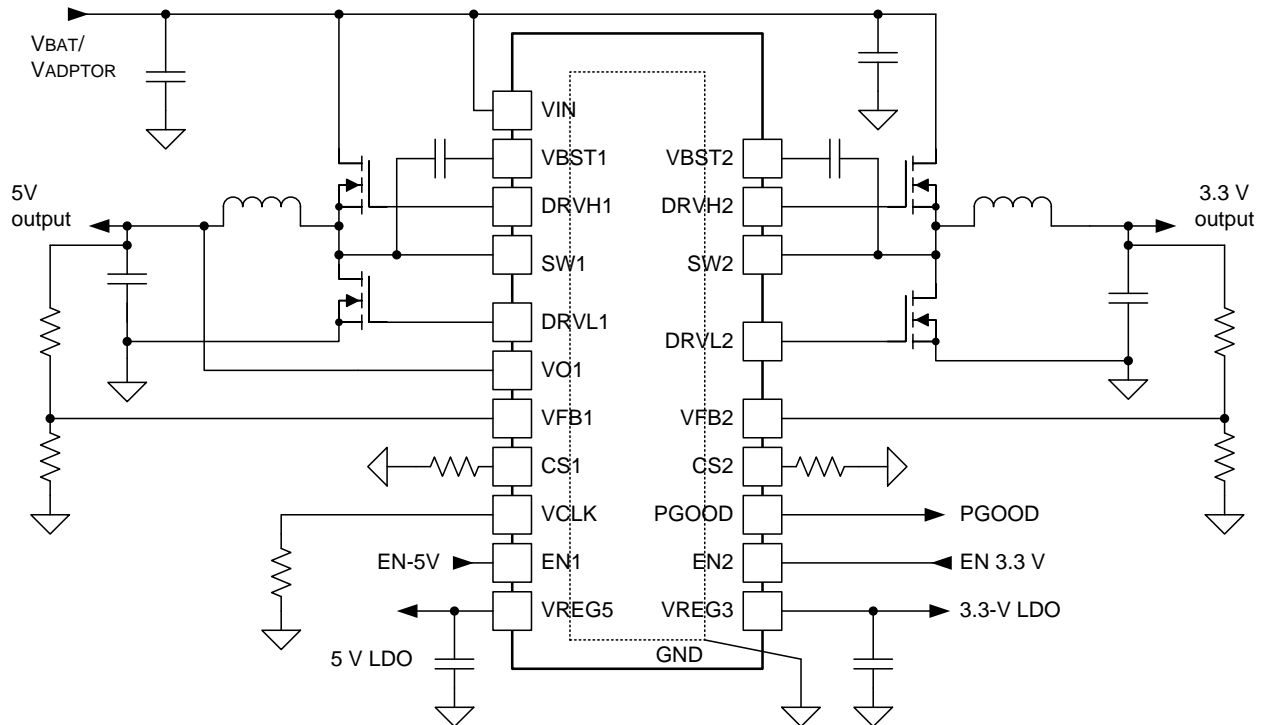 VBAT/
VADPTOR
VIN
VBST1
VBST2
5V
output
DRVH1
DRVH2
3.3 V
output
SW1
SW2
DRVL1
DRVL2
VO1
VFB1
VFB2
CS1
CS2
VCLK
PGOOD
PGOOD
EN-5V
EN1
EN2
EN 3.3 V
VREG5
VREG3
3.3-V LDO
5 V LDO
GND